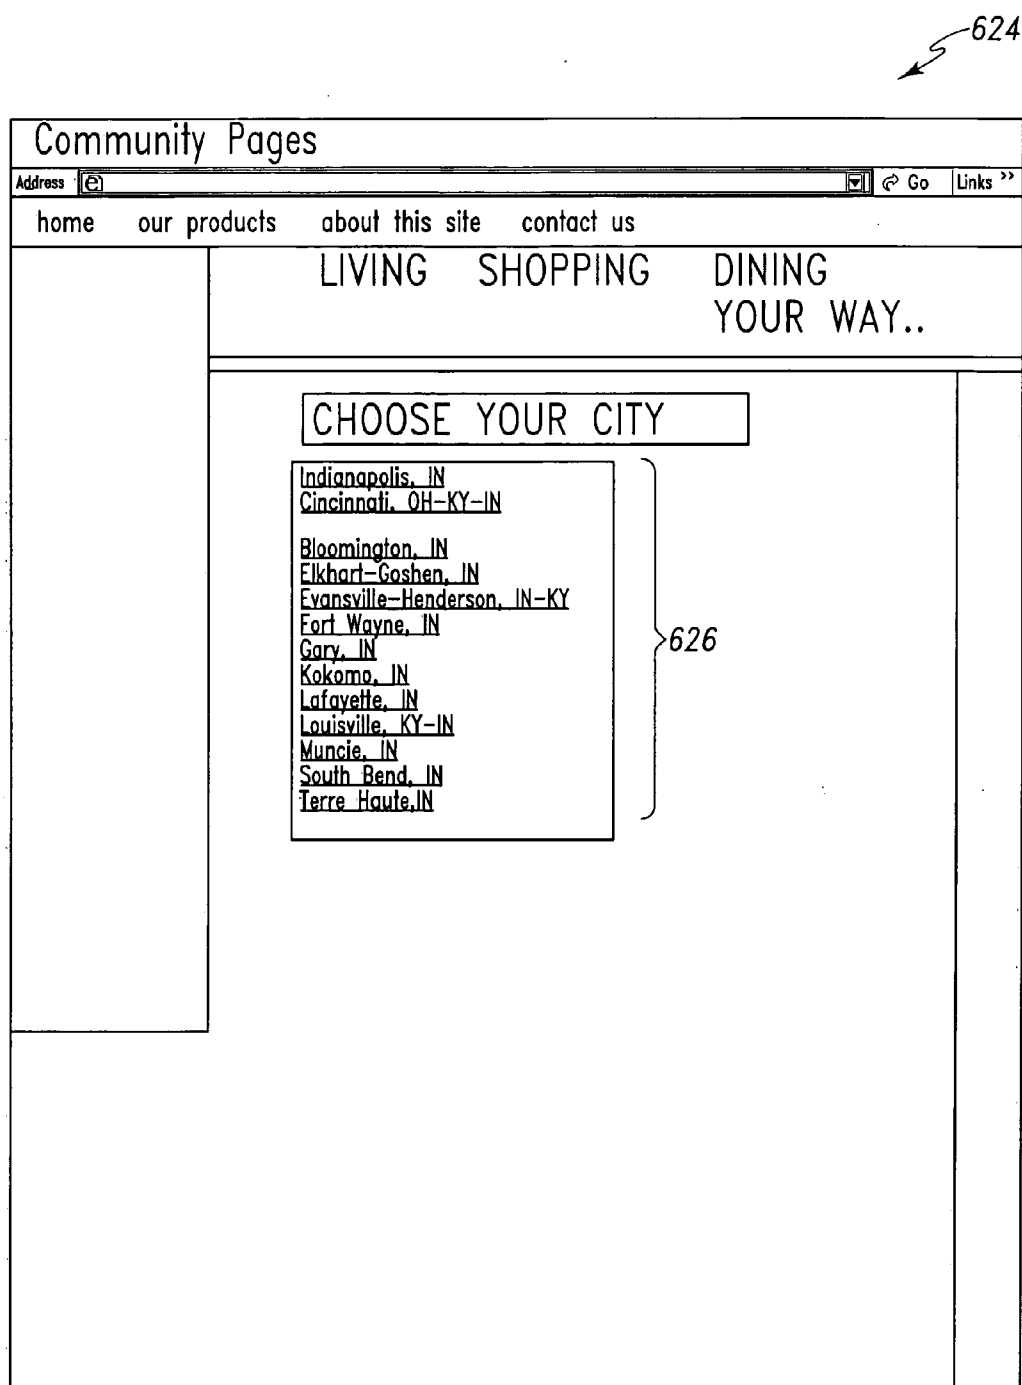 624
Community Pages
Address e Go Links >>
home our products about this site contact us
LIVING SHOPPING DINING
YOUR WAY..
CHOOSE YOUR CITY
Indianapolis, IN
Cincinnati, OH-KY-IN
Bloomington, IN
Elkhart-Goshen, IN
Evansville-Henderson, IN-KY
Fort Wayne, IN
Gary, IN
Kokomo, IN
Lafayette, IN
Louisville, KY-IN
Muncie, IN
South Bend, IN
Terre Haute,IN
626